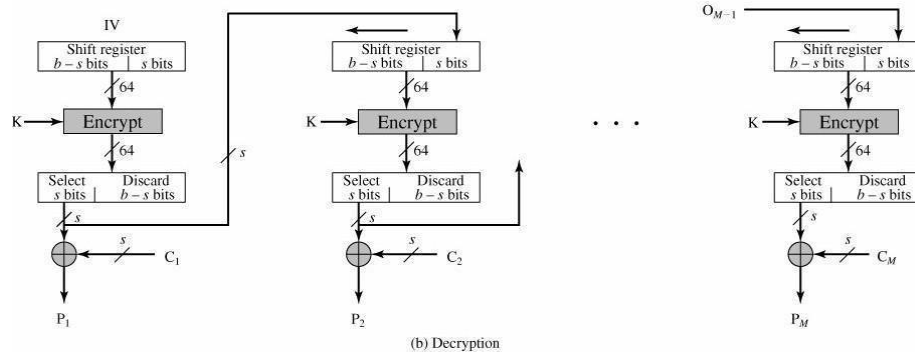 IV
Shift register
b – s bits | s bits
64
K
Encrypt
64
Select Discard
s bits | b – s bits
s
s
C1
P1
s
Shift register
b – s bits | s bits
64
K
Encrypt
64
Select Discard
s bits | b – s bits
s
s
C2
P2
. . .
OM–1
Shift register
b – s bits | s bits
64
K
Encrypt
64
Select Discard
s bits | b – s bits
s
s
CM
PM
(b) Decryption